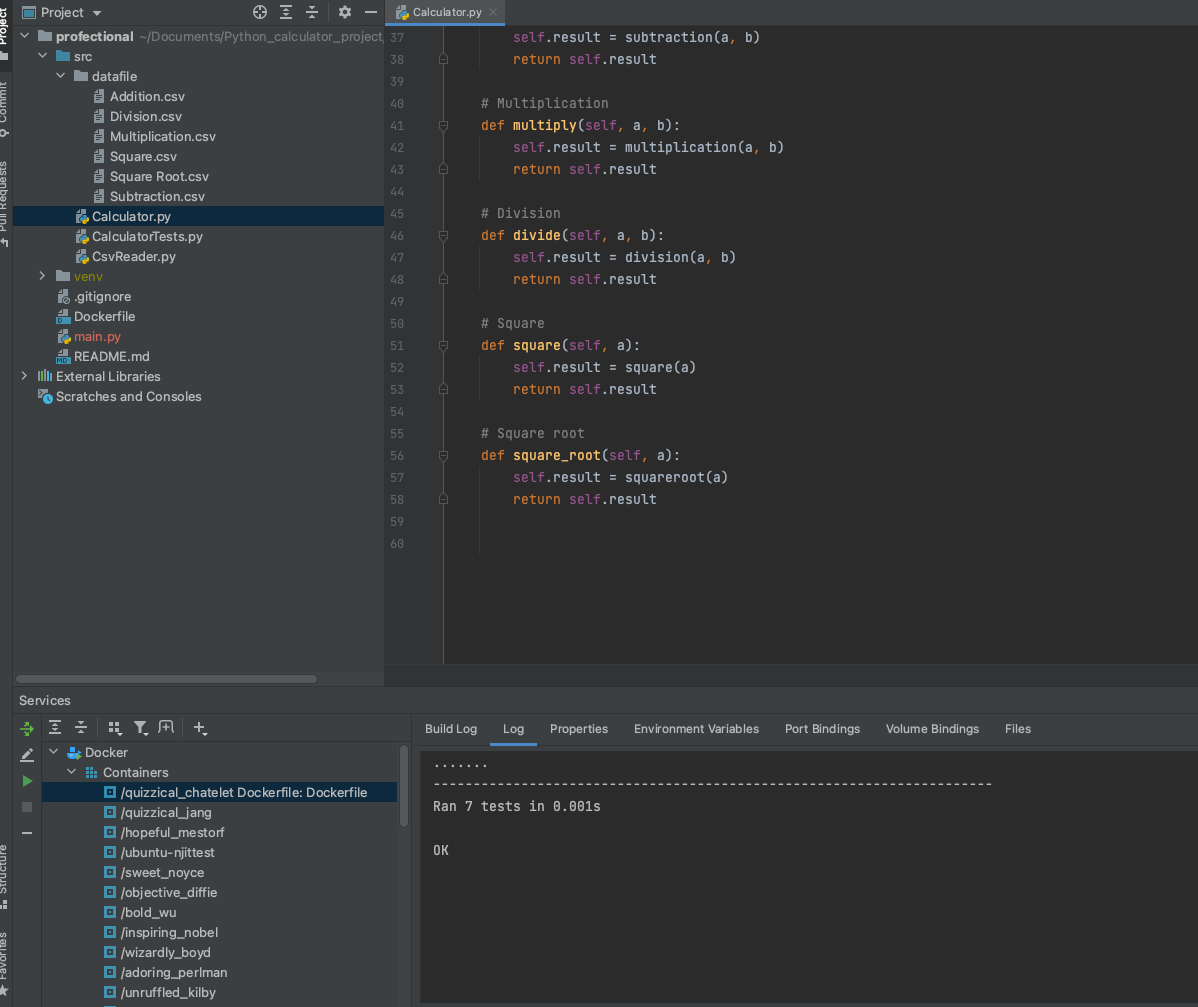 Project
Calculator.py
Project
Commit
Pull Requests
profectional ~/Documents/Python_calculator_project
src
datafile
Addition.csv
Division.csv
Multiplication.csv
Square.csv
Square Root.csv
Subtraction.csv
Calculator.py
CalculatorTests.py
CsvReader.py
venv
.gitignore
Dockerfile
main.py
README.md
External Libraries
Scratches and Consoles
37 self.result = subtraction(a, b)
38 return self.result
39
40 # Multiplication
41 def multiply(self, a, b):
42 self.result = multiplication(a, b)
43 return self.result
44
45 # Division
46 def divide(self, a, b):
47 self.result = division(a, b)
48 return self.result
49
50 # Square
51 def square(self, a):
52 self.result = square(a)
53 return self.result
54
55 # Square root
56 def square_root(self, a):
57 self.result = squareroot(a)
58 return self.result
59
60
Services
Structure
Favorites
Docker
Containers
/quizzical_chatelet Dockerfile: Dockerfile
/quizzical_jang
/hopeful_mestorf
/ubuntu-njittest
/sweet_noyce
/objective_diffie
/bold_wu
/inspiring_nobel
/wizardly_boyd
/adoring_perlman
/unruffled_kilby
Build Log Log Properties Environment Variables Port Bindings Volume Bindings Files
.......
----------------------------------------------------------------------
Ran 7 tests in 0.001s
OK